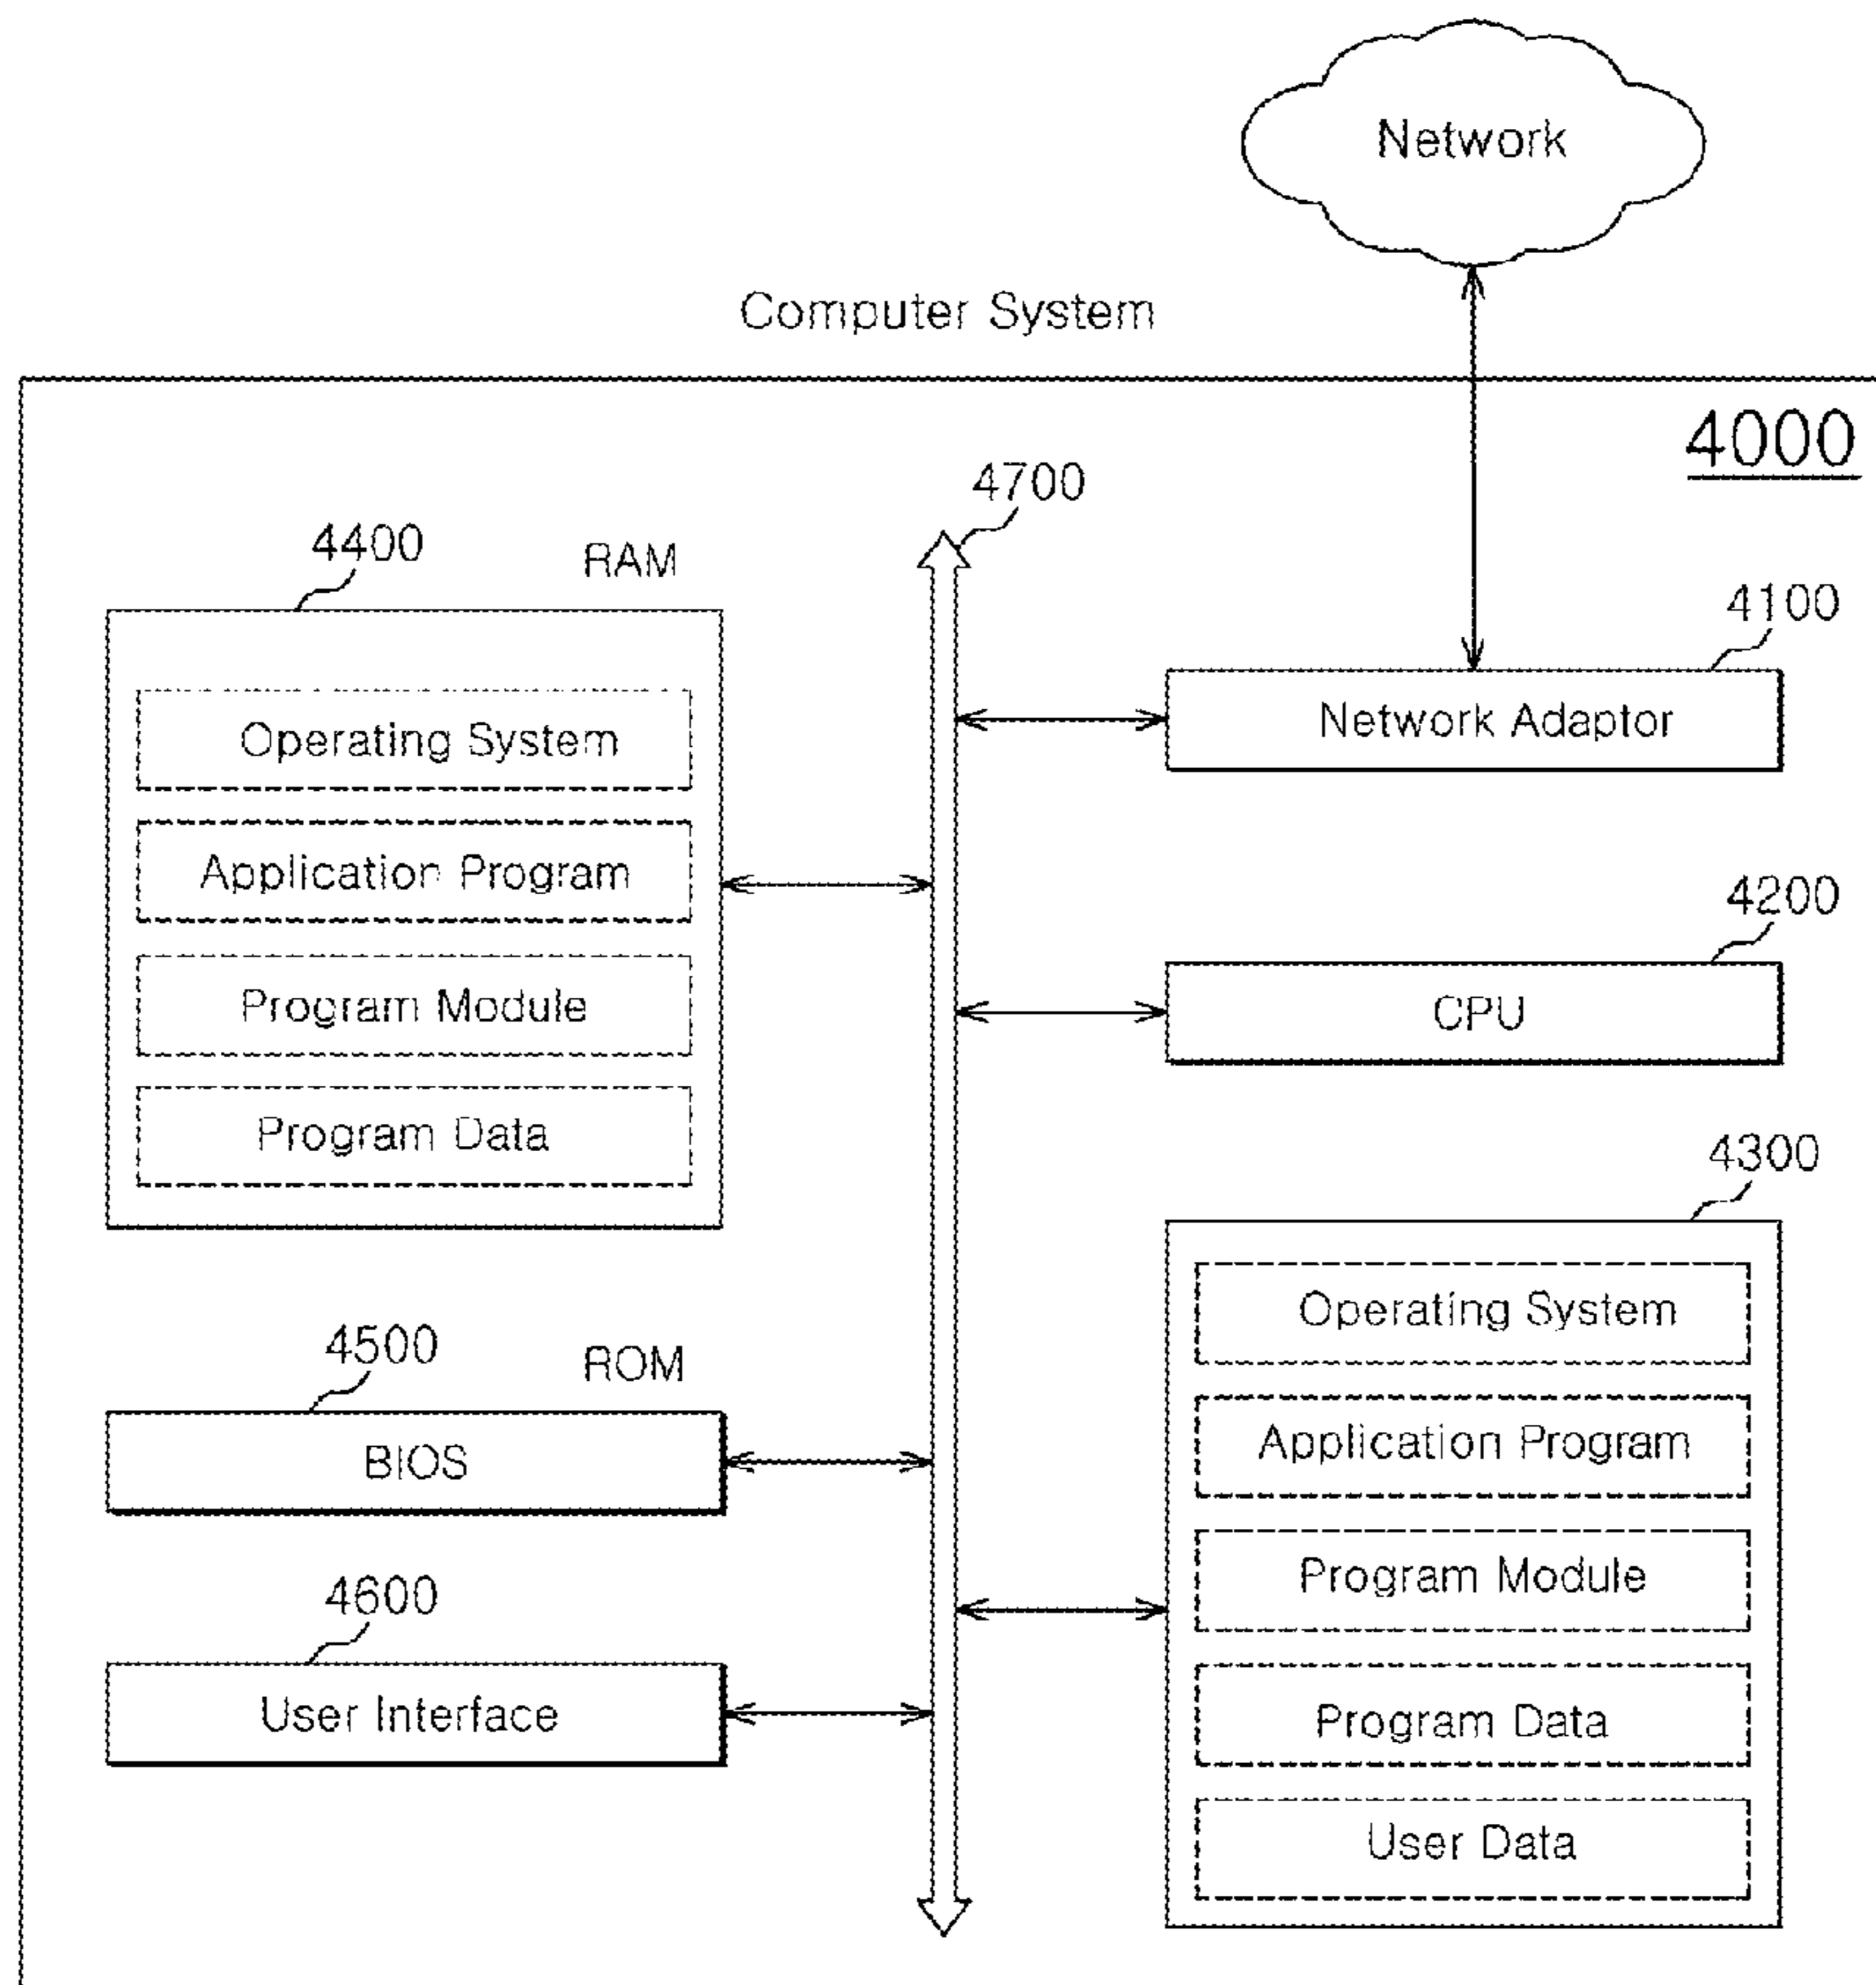 Network
Computer System
4000
4700
4400
RAM
Operating System
Application Program
Program Module
Program Data
4100
Network Adaptor
4200
CPU
4300
Operating System
Application Program
Program Module
Program Data
User Data
4500
ROM
BIOS
4600
User Interface